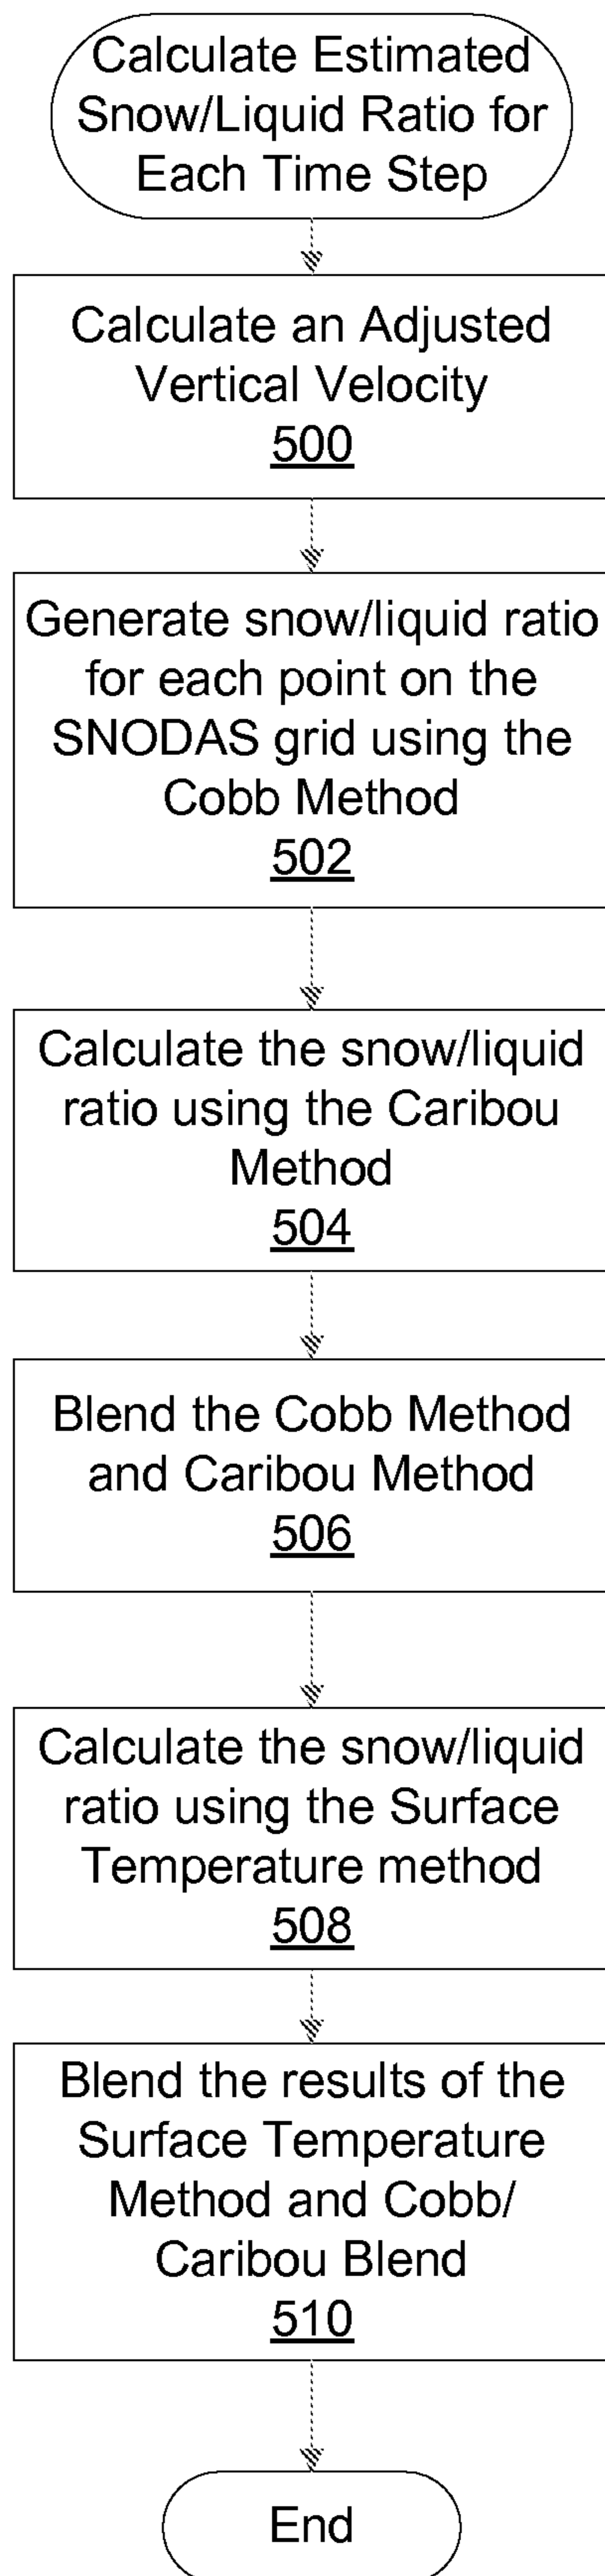 Calculate Estimated
Snow/Liquid Ratio for
Each Time Step
Calculate an Adjusted
Vertical Velocity
500
Generate snow/liquid ratio
for each point on the
SNODAS grid using the
Cobb Method
502
Calculate the snow/liquid
ratio using the Caribou
Method
504
Blend the Cobb Method
and Caribou Method
506
Calculate the snow/liquid
ratio using the Surface
Temperature method
508
Blend the results of the
Surface Temperature
Method and Cobb/
Caribou Blend
510
End